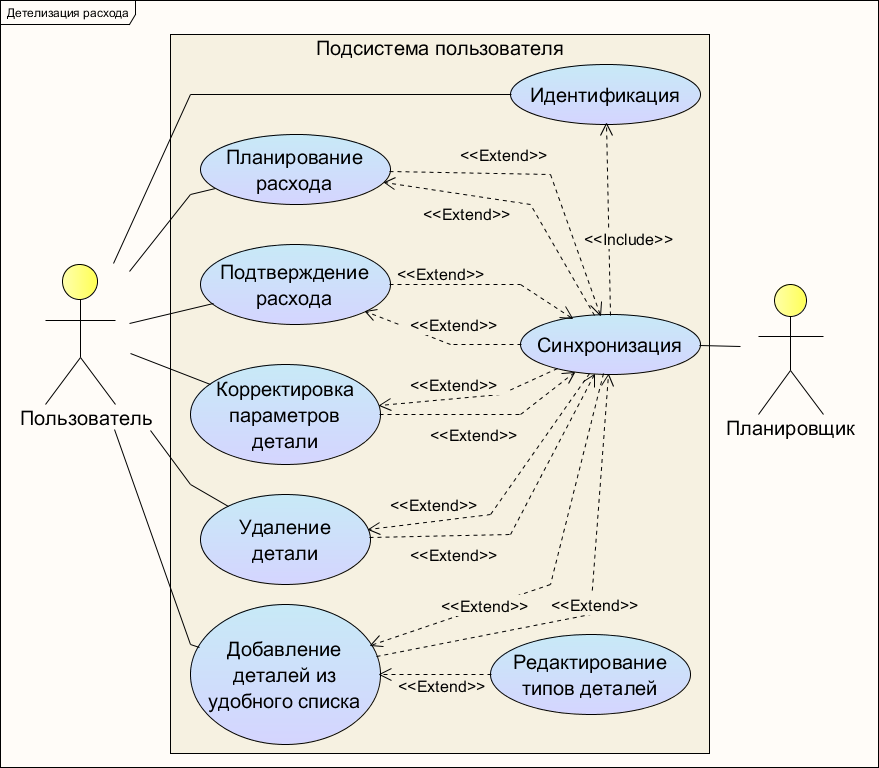 Детелизация расхода
Подсистема пользователя
Идентификация
Планирование
расхода
<<Extend>>
<<Extend>>
<<Include>>
Подтверждение
расхода
<<Extend>>
<<Extend>>
Синхронизация
Пользователь
Планировщик
Корректировка
параметров
детали
<<Extend>>
<<Extend>>
Удаление
детали
<<Extend>>
<<Extend>>
<<Extend>>
<<Extend>>
Добавление
деталей из
удобного списка
<<Extend>>
Редактирование
типов деталей